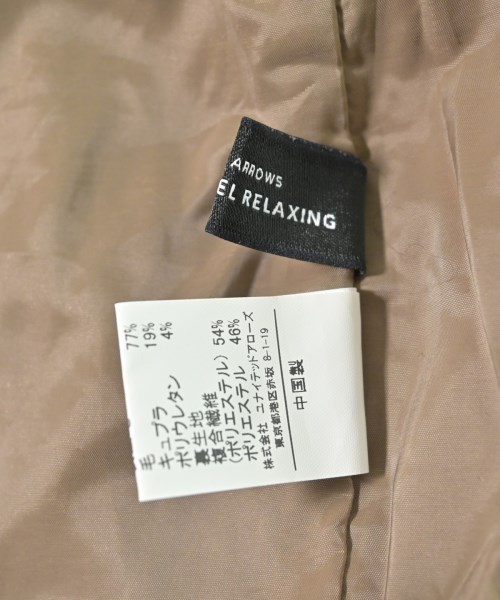 ARROWS
EL RELAXING
毛 77%
キュプラ 19%
ポリウレタン 4%
裏生地
複合繊維
(ポリエステル) 54%
ポリエステル 46%
株式会社 ユナイテッドアローズ
東京都港区赤坂 8-1-19
中国製